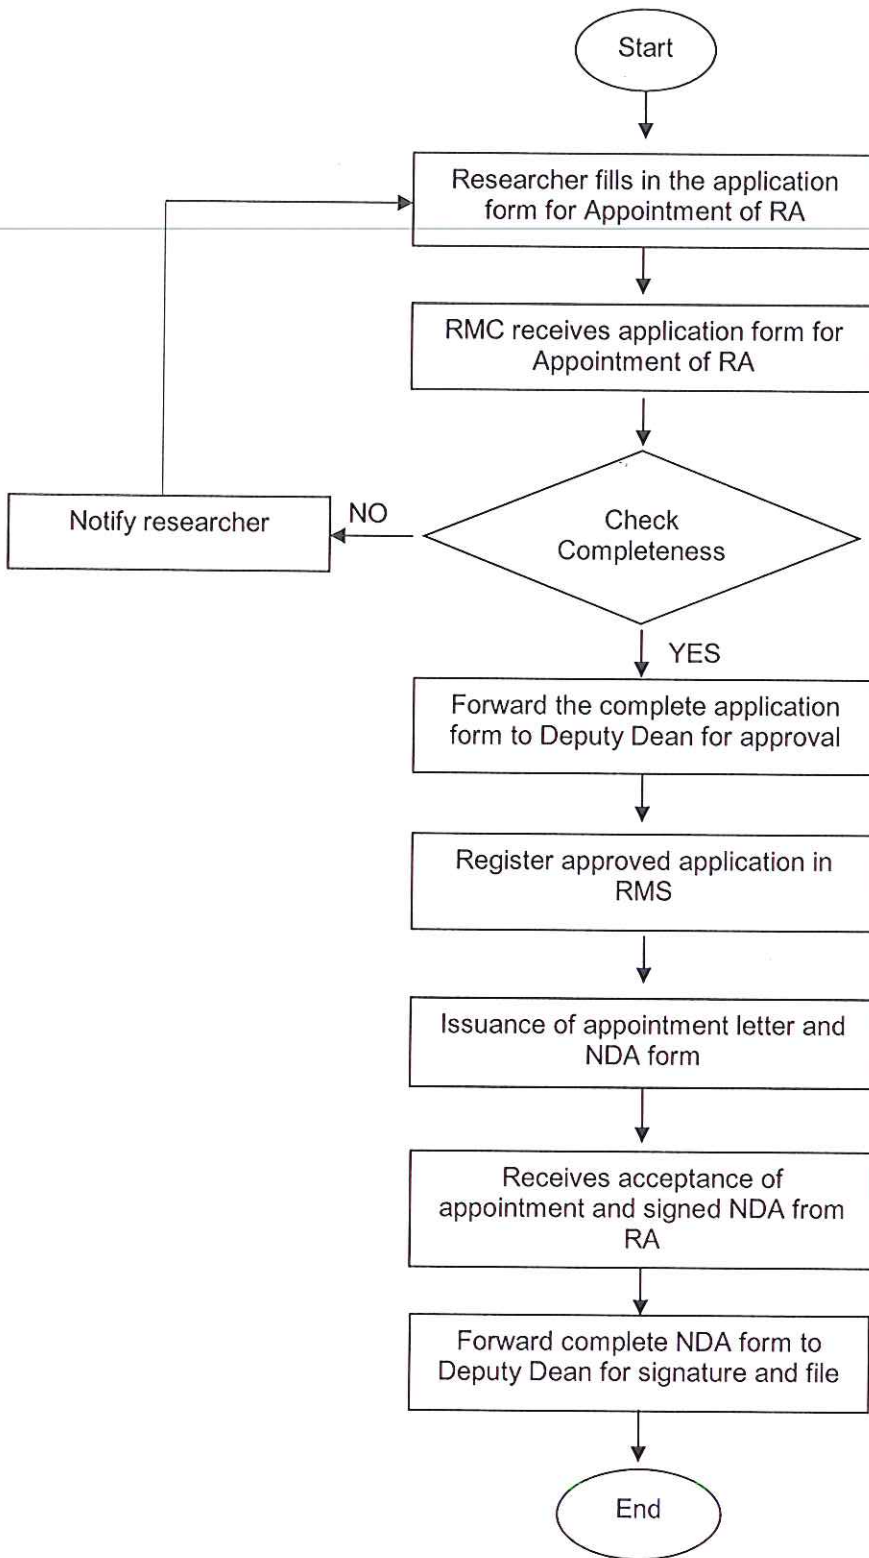 Start
Researcher fills in the application
form for Appointment of RA
RMC receives application form for
Appointment of RA
Check
Completeness
NO
Notify researcher
YES
Forward the complete application
form to Deputy Dean for approval
Register approved application in
RMS
Issuance of appointment letter and
NDA form
Receives acceptance of
appointment and signed NDA from
RA
Forward complete NDA form to
Deputy Dean for signature and file
End